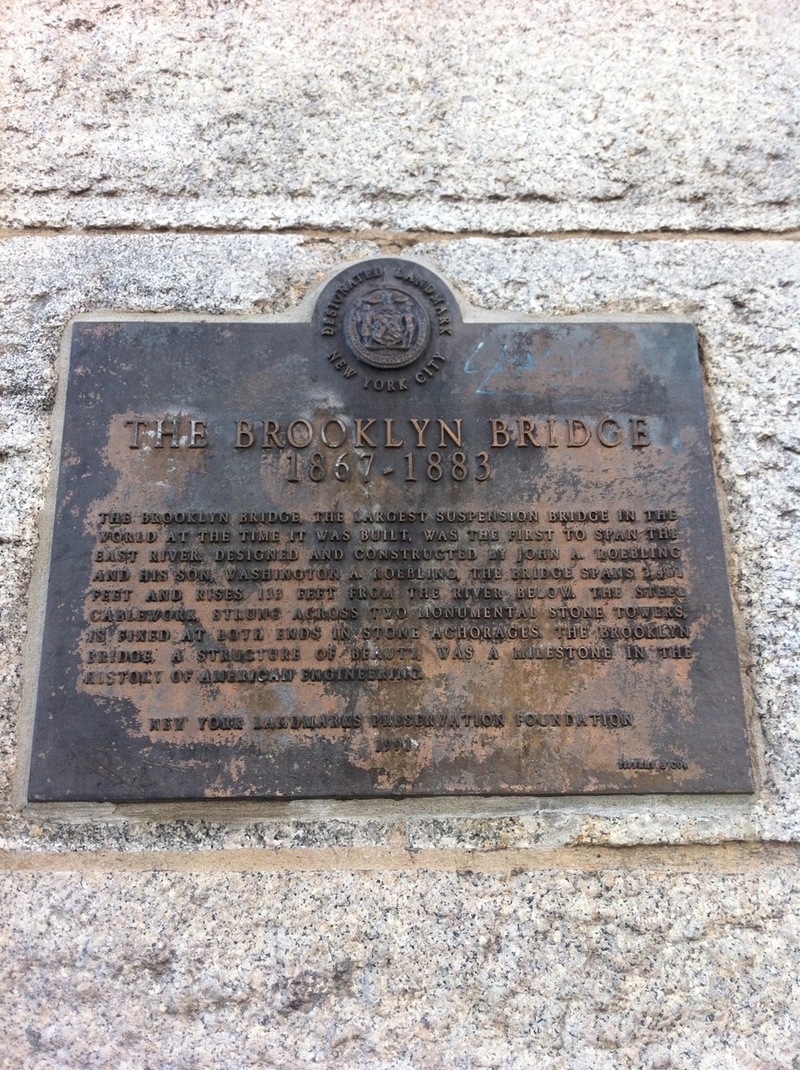 DESIGNATED LANDMARK
NEW YORK CITY
THE BROOKLYN BRIDGE
1867-1883
THE BROOKLYN BRIDGE, THE LARGEST SUSPENSION BRIDGE IN THE
WORLD AT THE TIME IT WAS BUILT, WAS THE FIRST TO SPAN THE
EAST RIVER. DESIGNED AND CONSTRUCTED BY JOHN A. ROEBLING
AND HIS SON, WASHINGTON A. ROEBLING, THE BRIDGE SPANS
FEET AND RISES FEET FROM THE RIVER BELOW. THE STEEL
CABLEWORK, STRUNG ACROSS TWO MONUMENTAL STONE TOWERS,
IS FIXED AT BOTH ENDS IN STONE ACHORAGES. THE BROOKLYN
BRIDGE, A STRUCTURE OF BEAUTY, WAS A MILESTONE IN THE
HISTORY OF AMERICAN ENGINEERING.
NEW YORK LANDMARKS PRESERVATION FOUNDATION